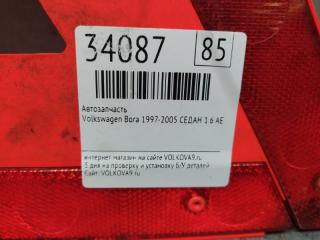 34087 85
Автозапчасть
Volkswagen Bora 1997-2005 СЕДАН 1.6 AE
интернет магазин на сайте VOLKOVA9.ru
3 дня на проверку и установку Б/У деталей
Сайт: VOLKOVA9.ru